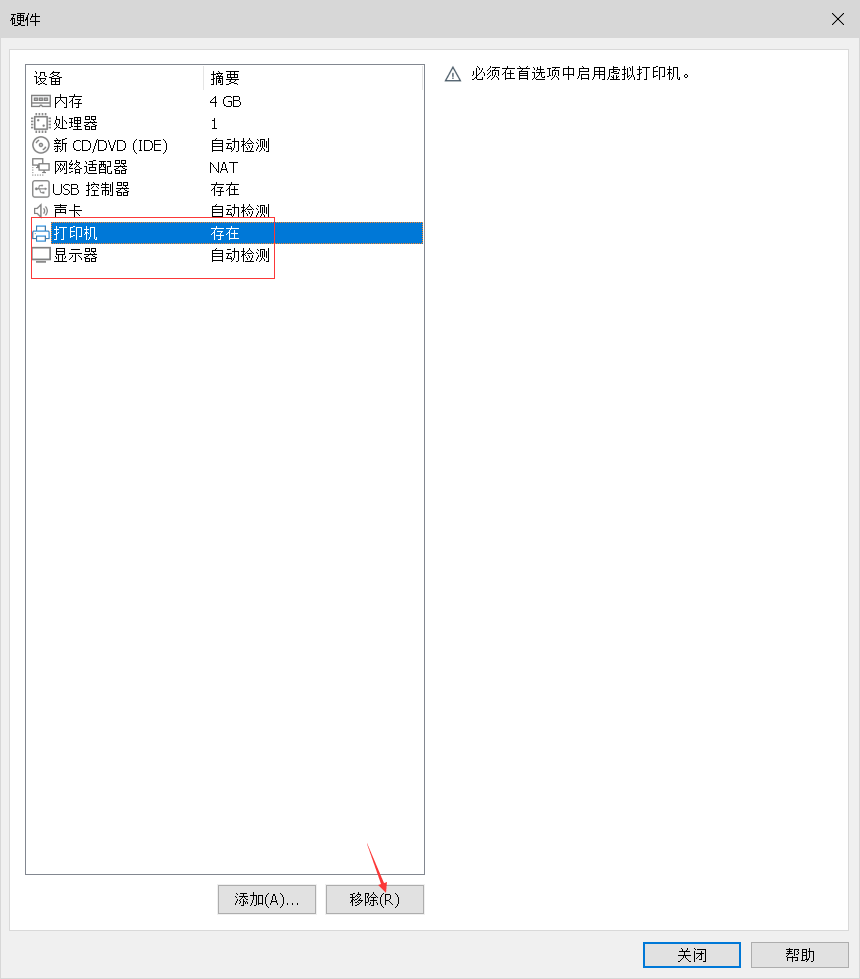 硬件
设备 摘要
内存 4 GB
处理器 1
新 CD/DVD (IDE) 自动检测
网络适配器 NAT
USB 控制器 存在
声卡 自动检测
打印机 存在
显示器 自动检测
必须在首选项中启用虚拟打印机。
添加(A)... 移除(R)
关闭 帮助